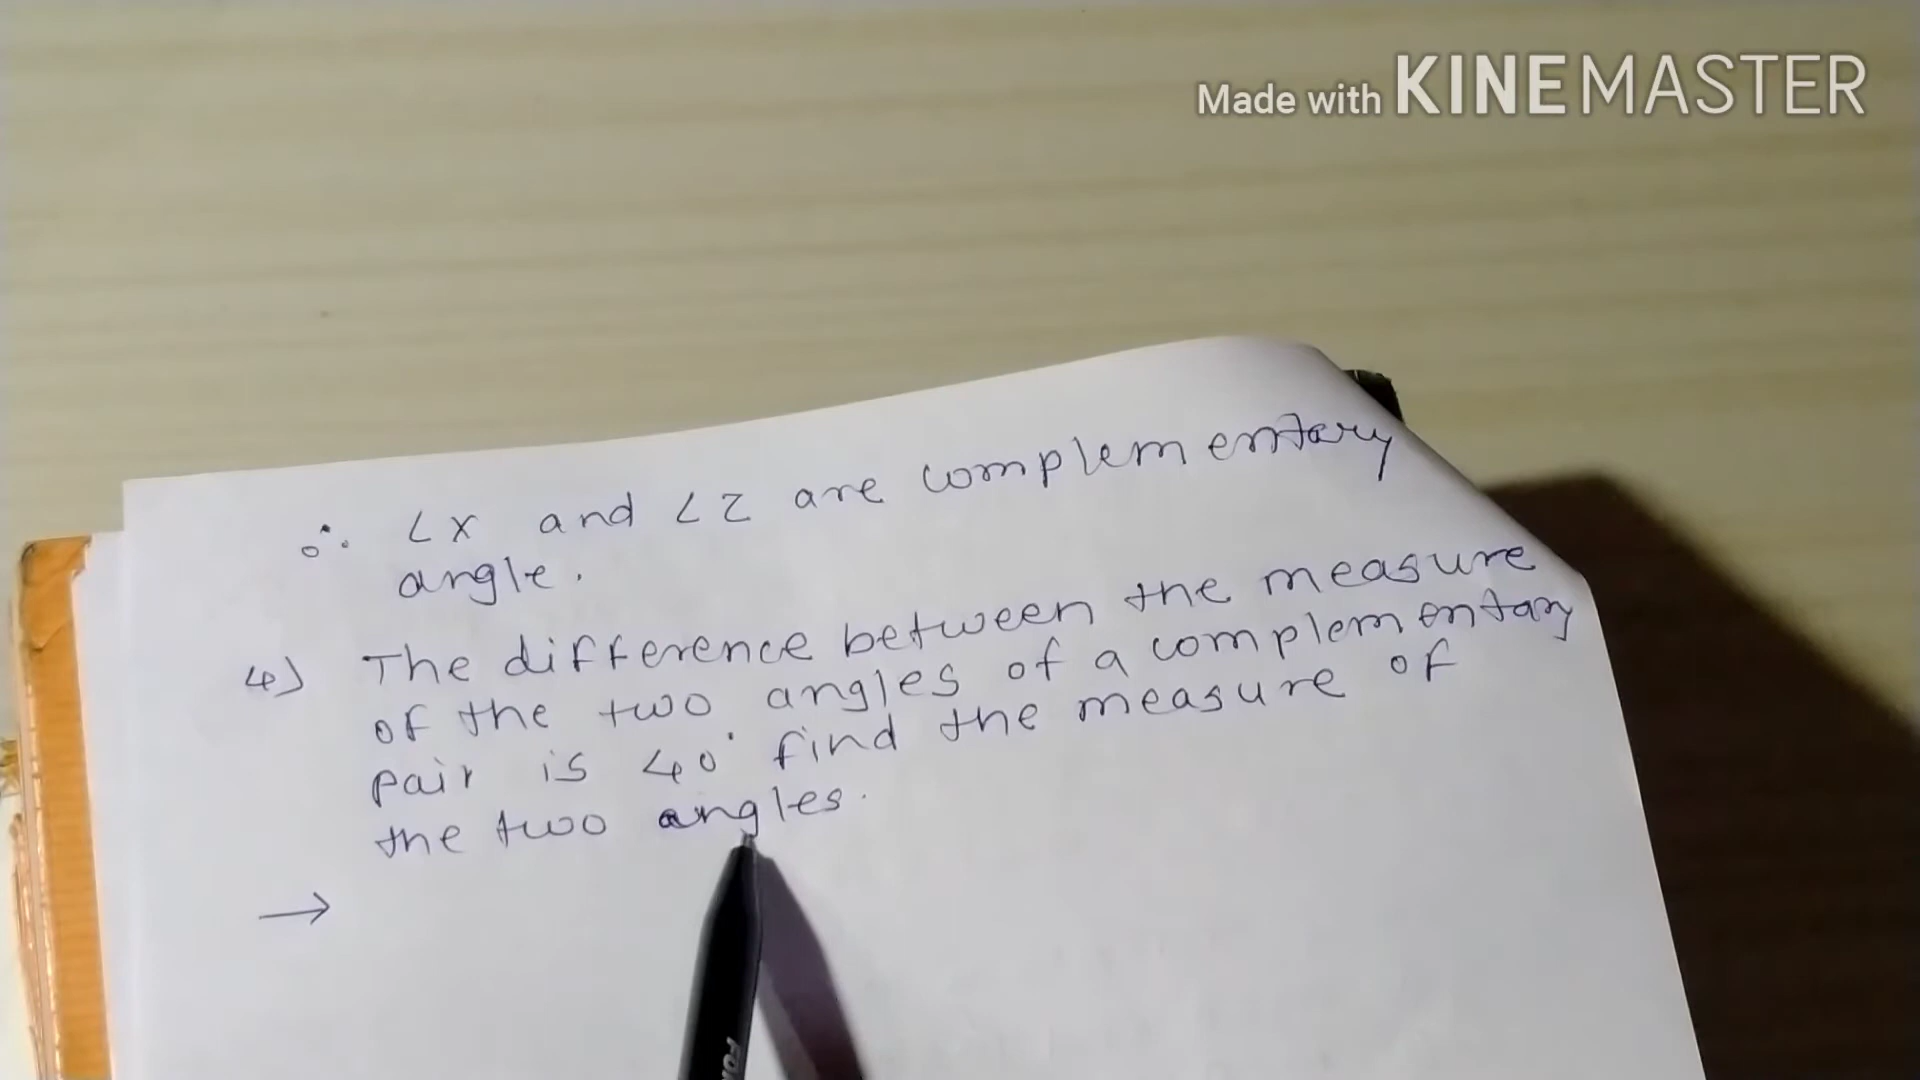 Made with KINEMASTER
∴ ∠X and ∠Z are complementary
angle.
4) The difference between the measure
of the two angles of a complementary
pair is 40° find the measure of
the two angles.
→